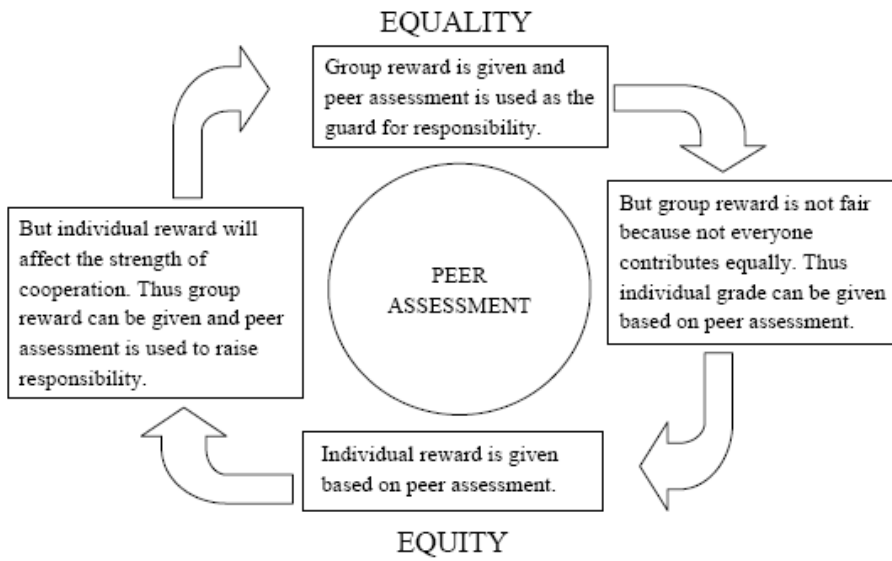 EQUALITY
Group reward is given and
peer assessment is used as the
guard for responsibility.
But group reward is not fair
because not everyone
contributes equally. Thus
individual grade can be given
based on peer assessment.
But individual reward will
affect the strength of
cooperation. Thus group
reward can be given and peer
assessment is used to raise
responsibility.
PEER
ASSESSMENT
Individual reward is given
based on peer assessment.
EQUITY